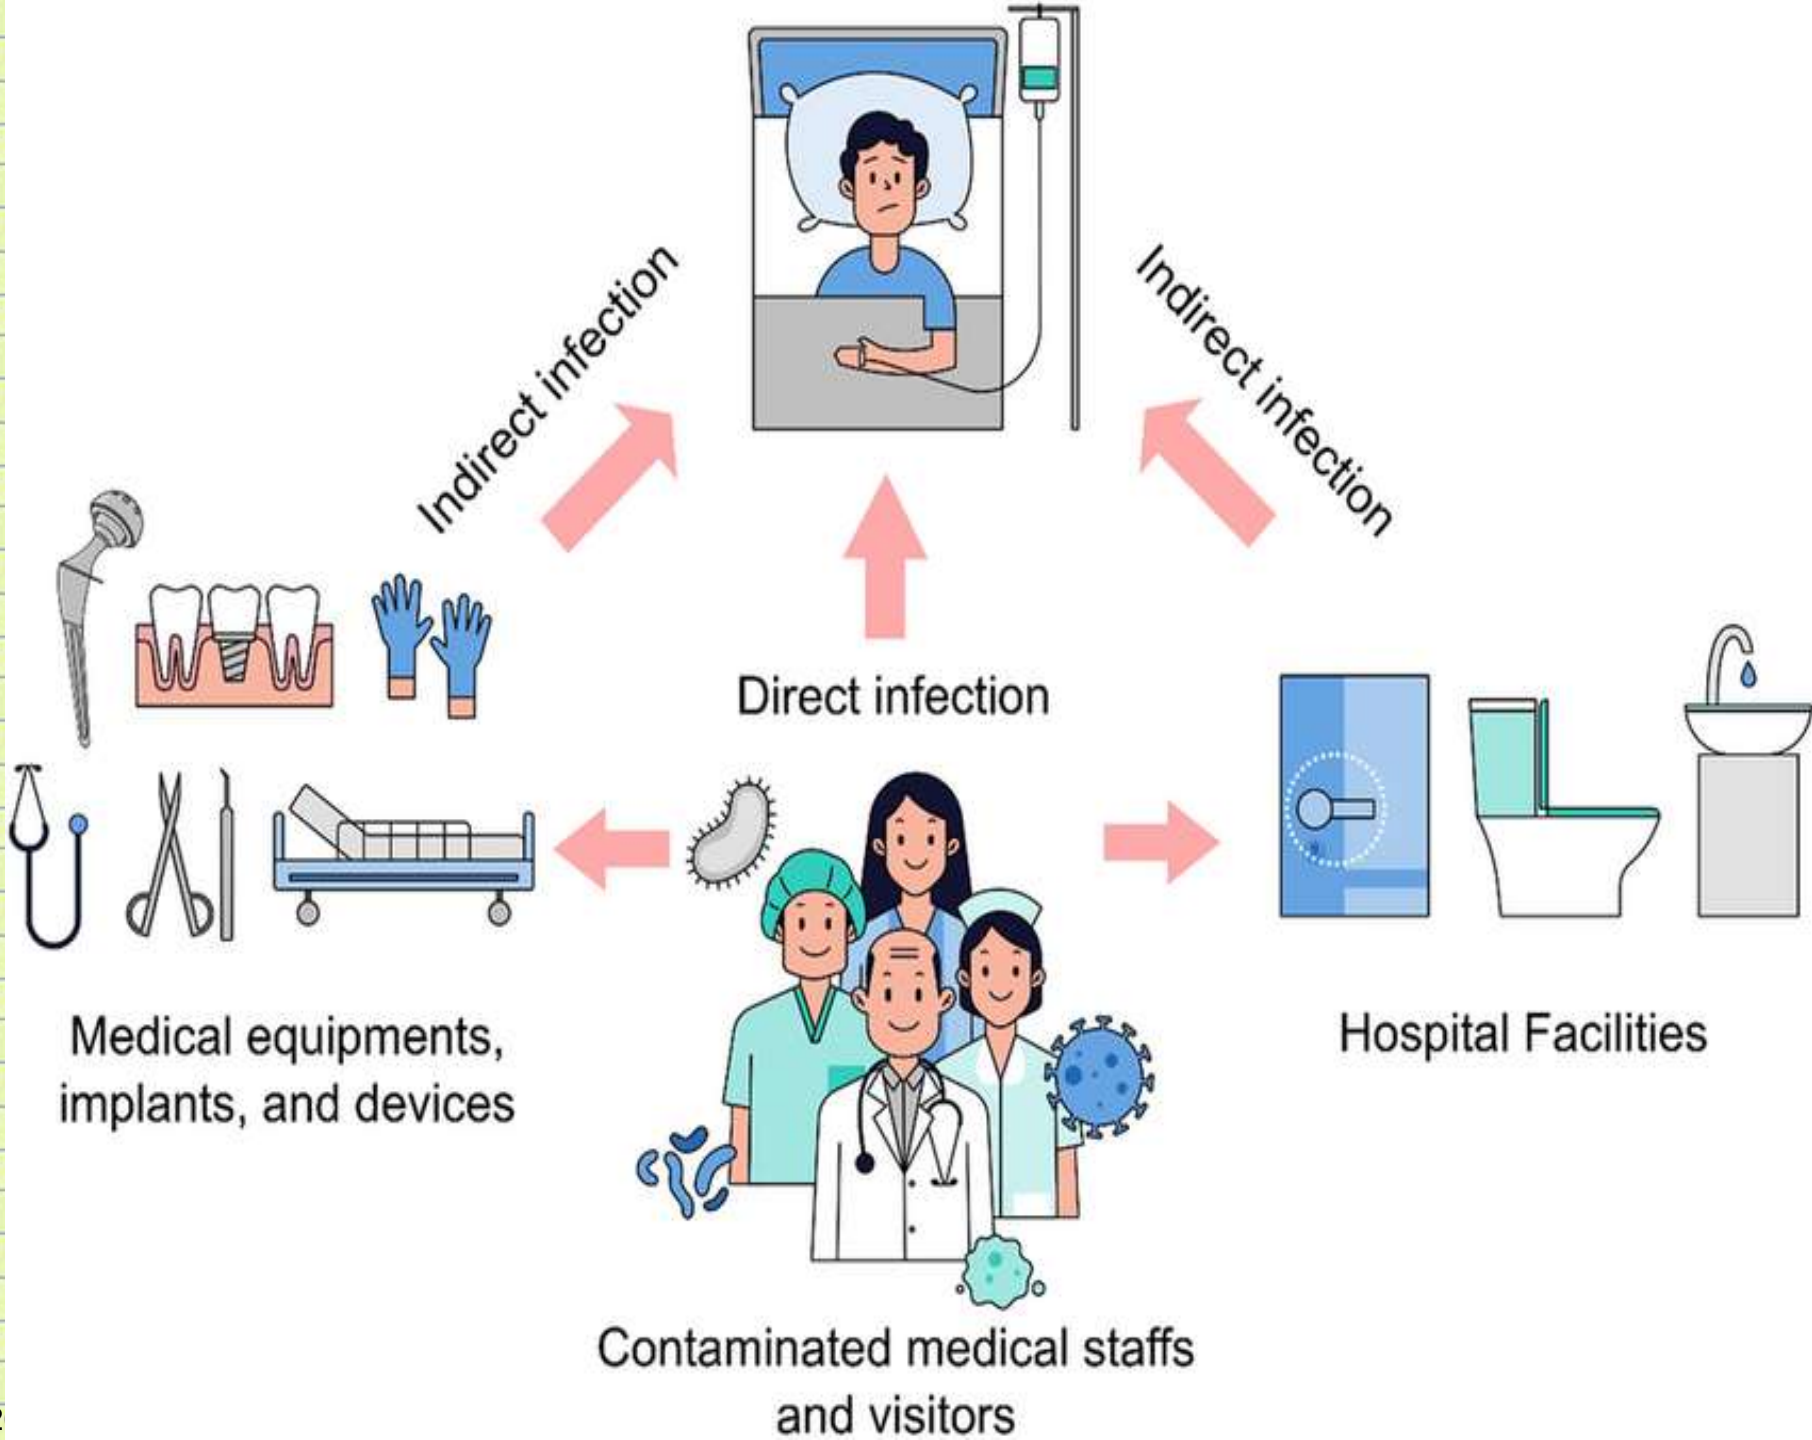 Indirect infection
Indirect infection
Direct infection
Medical equipments,
implants, and devices
Hospital Facilities
Contaminated medical staffs
and visitors